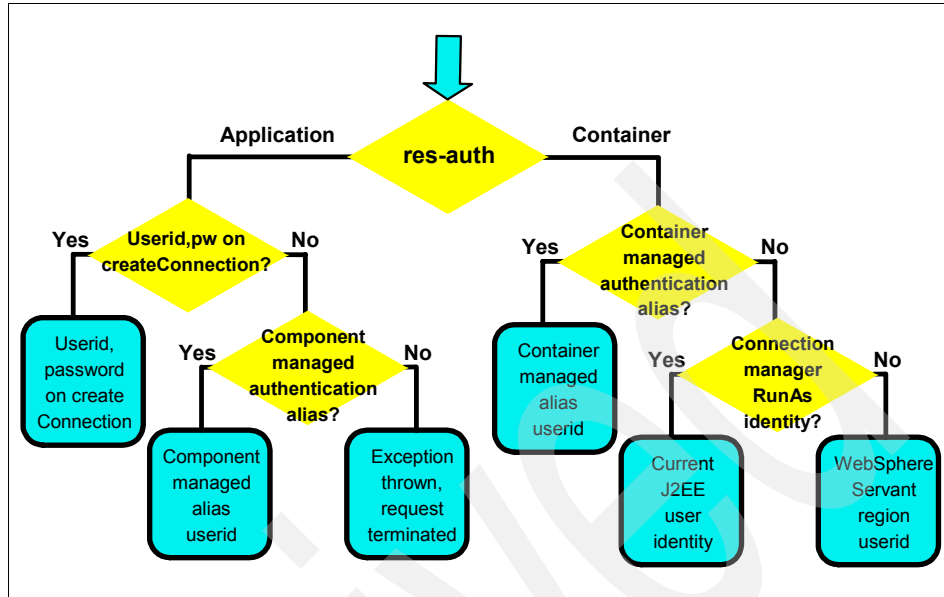 Application
Container
res-auth
Yes
Userid,pw on
createConnection?
No
Yes
Container
managed
authentication
alias?
No
Userid,
password
on create
Connection
Yes
Component
managed
authentication
alias?
No
Container
managed
alias
userid
Yes
Connection
manager
RunAs
identity?
No
Component
managed
alias
userid
Exception
thrown,
request
terminated
Current
J2EE
user
identity
WebSphere
Servant
region
userid